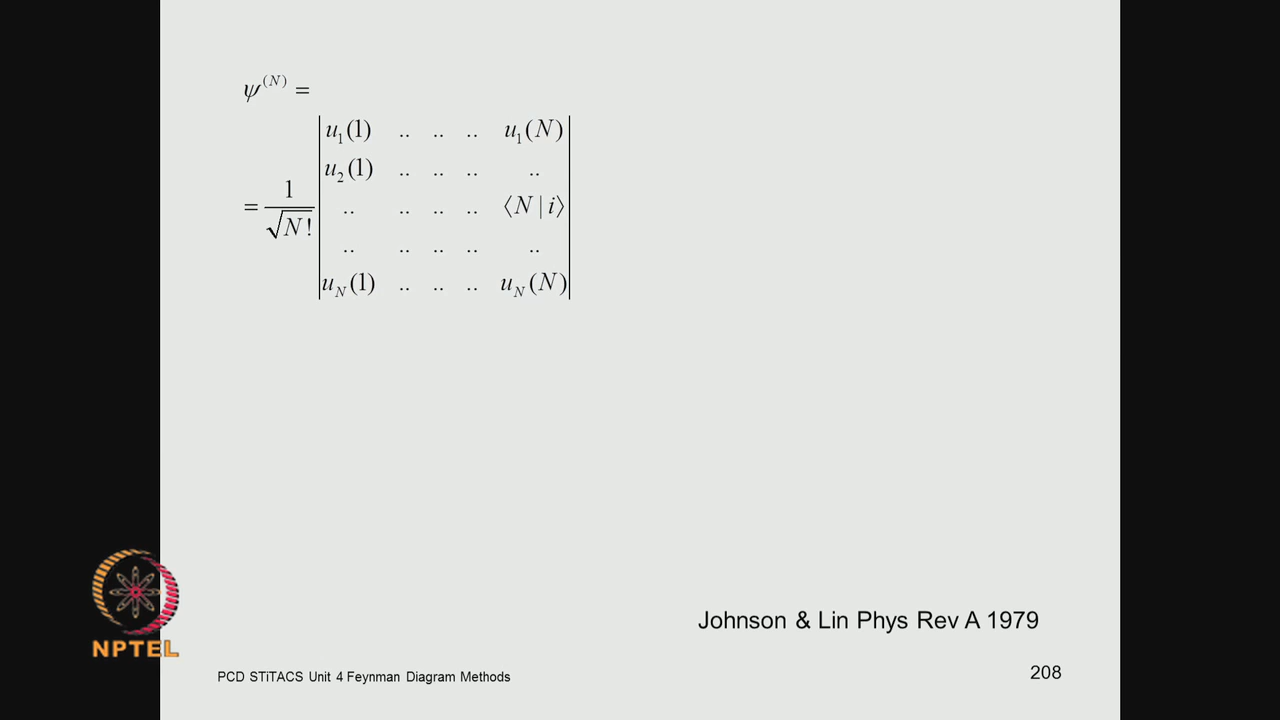 ψ^(N) =
= 1/√N! | u₁(1) .. .. .. u₁(N) |
u₂(1) .. .. .. ..
.. .. .. .. ⟨N | i⟩
.. .. .. .. ..
u_N(1) .. .. .. u_N(N)
Johnson & Lin Phys Rev A 1979
NPTEL
PCD STiTACS Unit 4 Feynman Diagram Methods
208